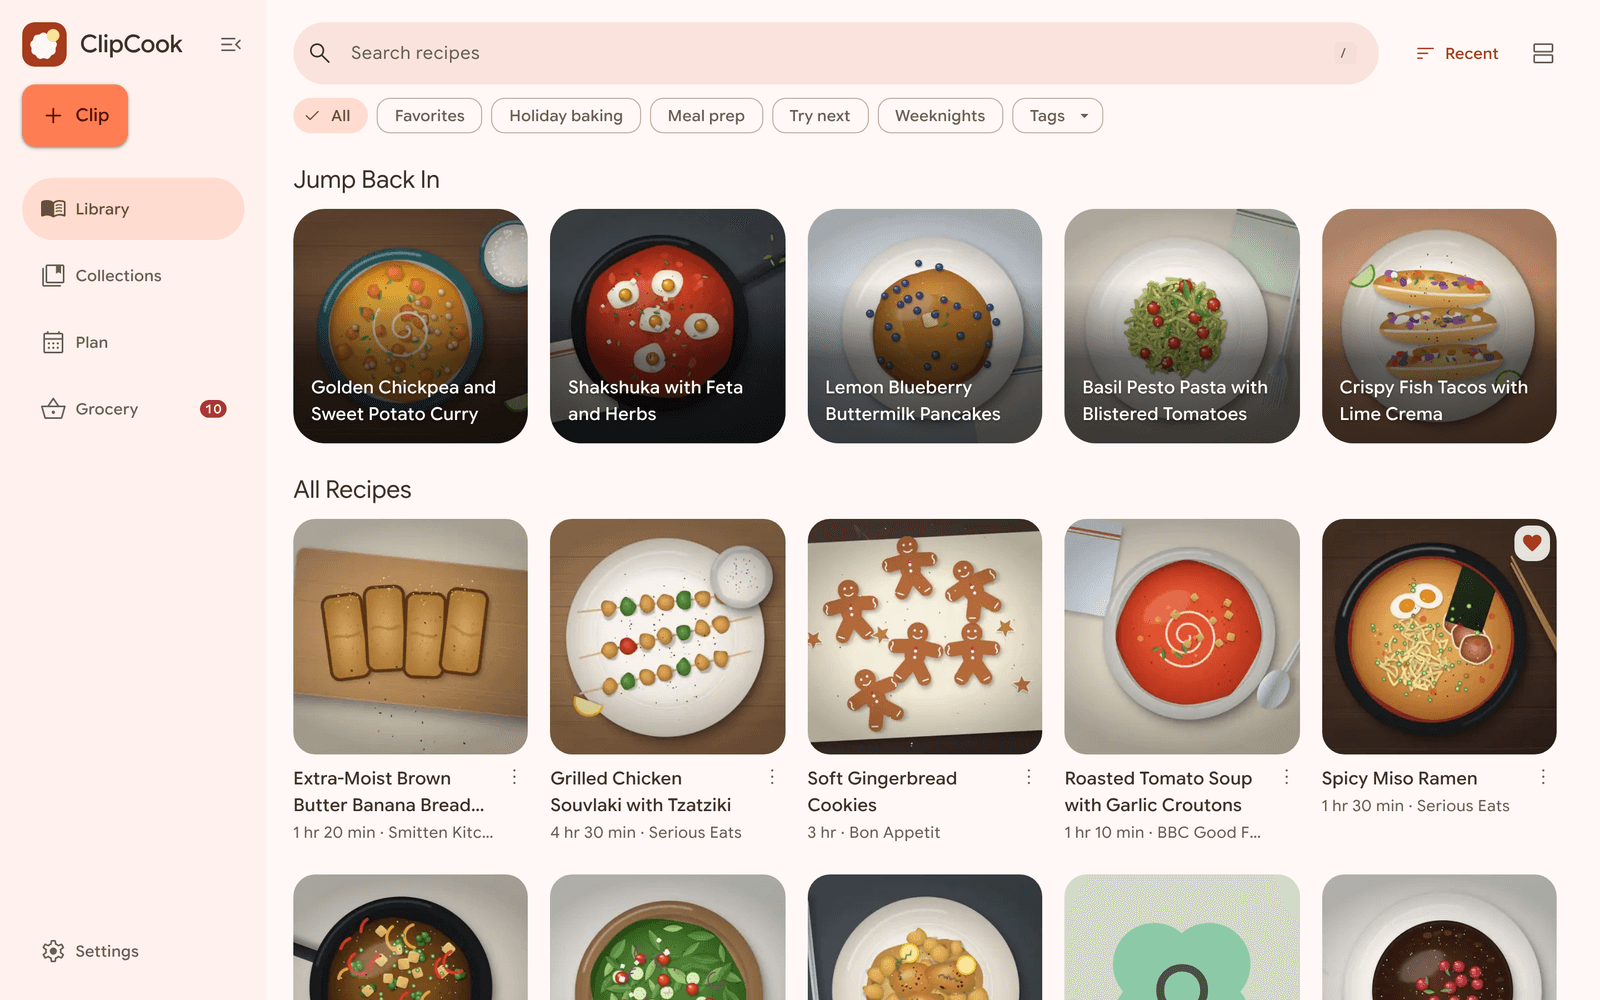 ClipCook
Clip
Library
Collections
Plan
Grocery
10
Settings
Search recipes
/
Recent
All
Favorites
Holiday baking
Meal prep
Try next
Weeknights
Tags
Jump Back In
Golden Chickpea and
Sweet Potato Curry
Shakshuka with Feta
and Herbs
Lemon Blueberry
Buttermilk Pancakes
Basil Pesto Pasta with
Blistered Tomatoes
Crispy Fish Tacos with
Lime Crema
All Recipes
Extra-Moist Brown
Butter Banana Bread...
1 hr 20 min · Smitten Kitc...
Grilled Chicken
Souvlaki with Tzatziki
4 hr 30 min · Serious Eats
Soft Gingerbread
Cookies
3 hr · Bon Appetit
Roasted Tomato Soup
with Garlic Croutons
1 hr 10 min · BBC Good F...
Spicy Miso Ramen
1 hr 30 min · Serious Eats